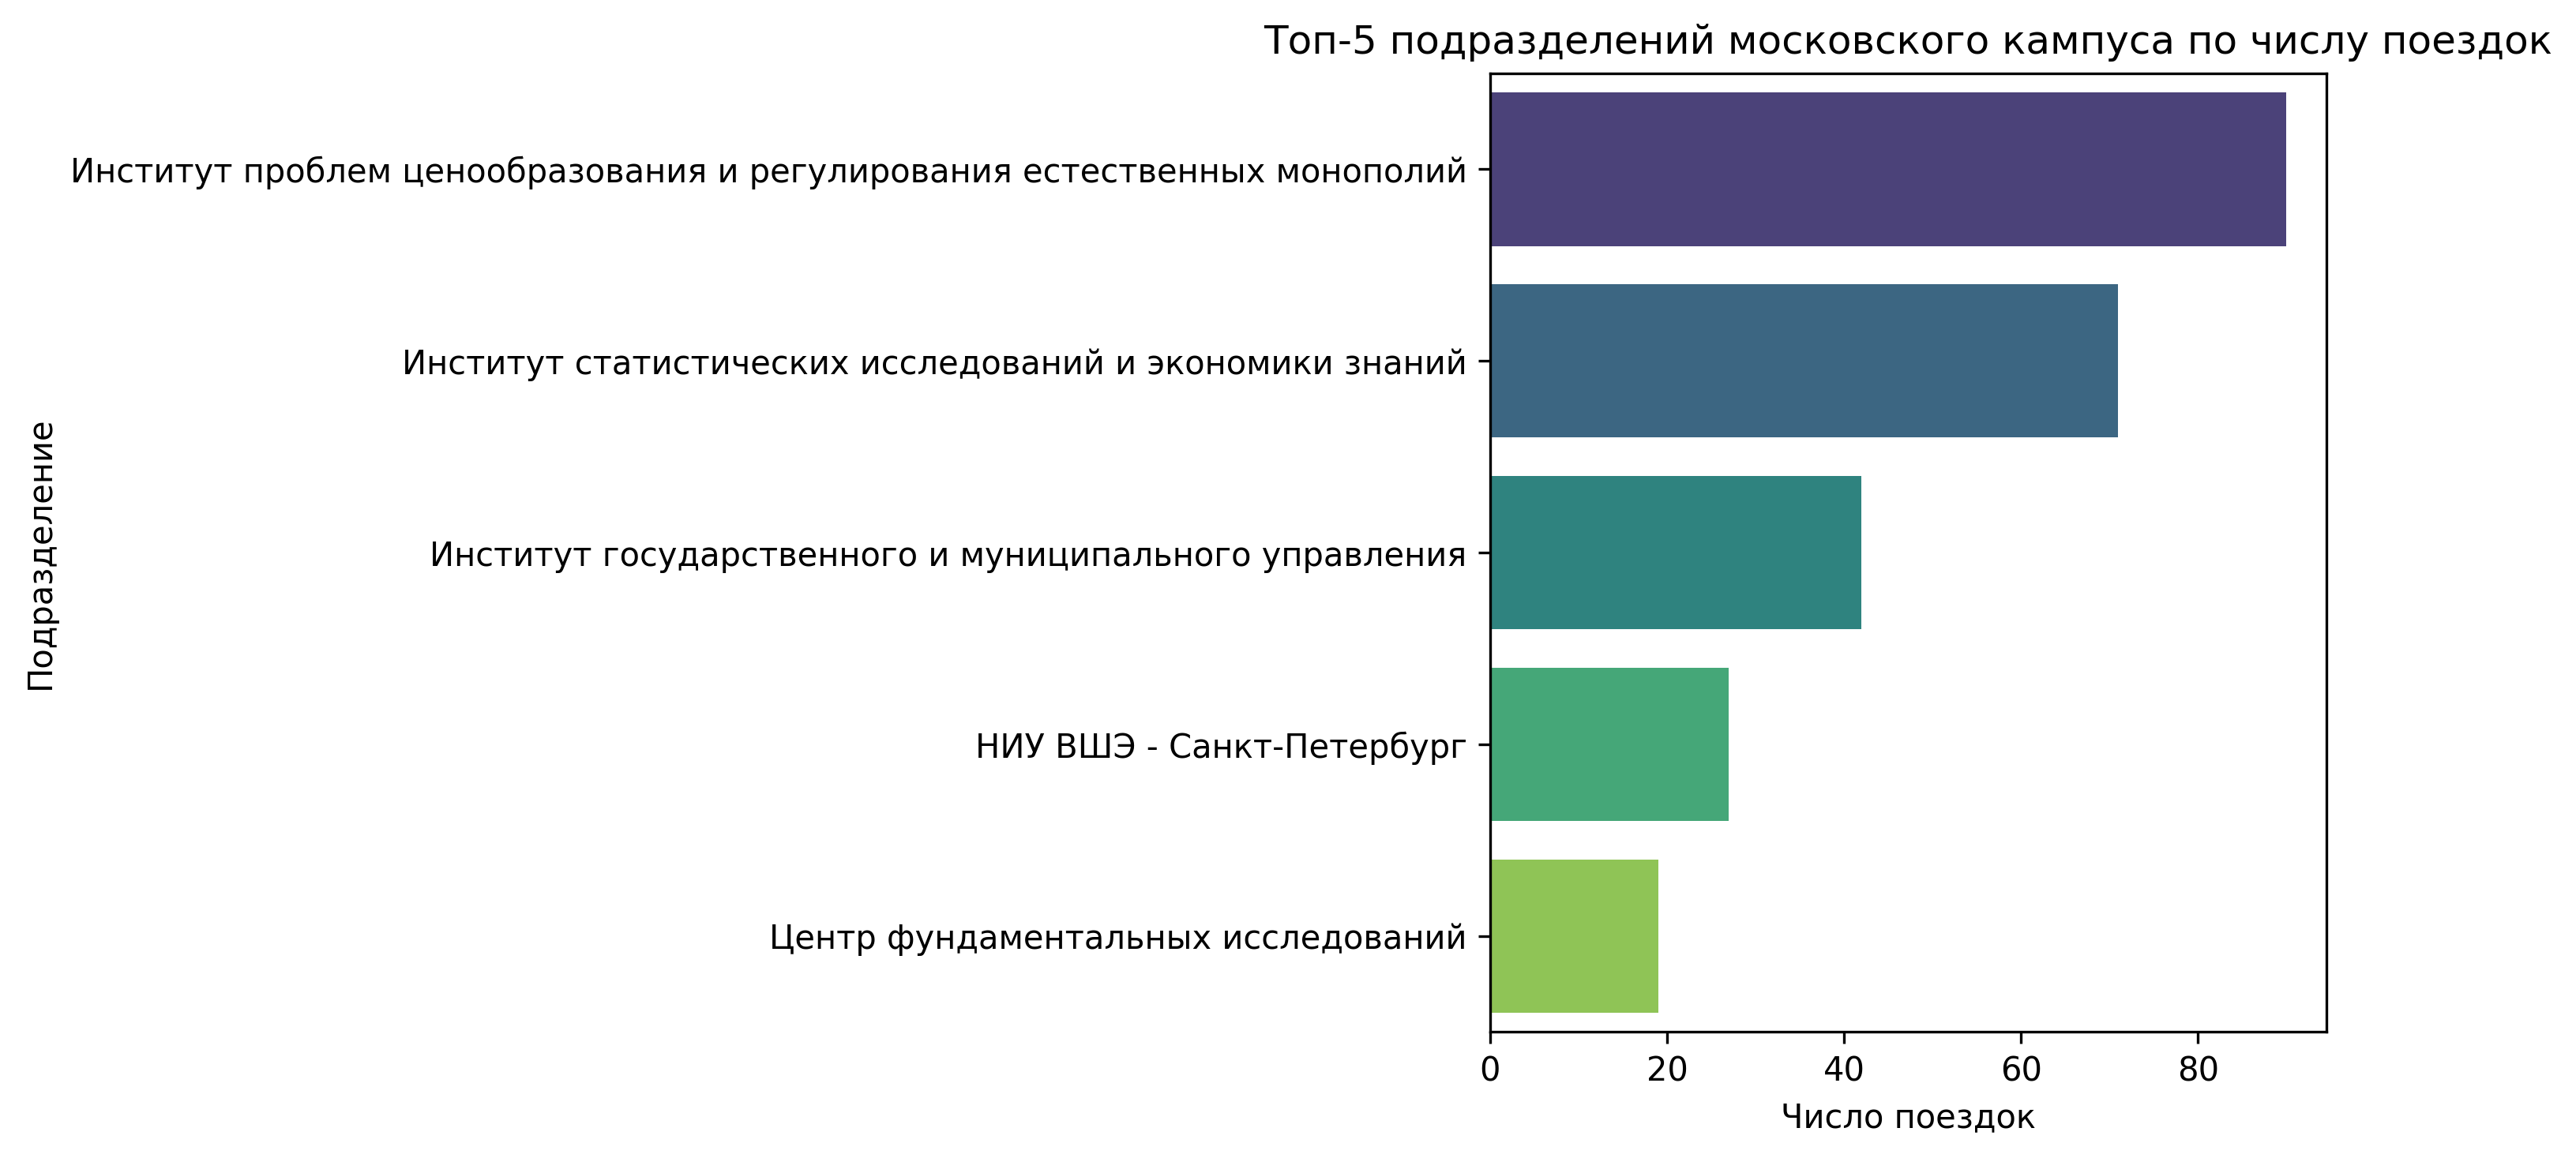 Топ-5 подразделений московского кампуса по числу поездок
Подразделение
Институт проблем ценообразования и регулирования естественных монополий
Институт статистических исследований и экономики знаний
Институт государственного и муниципального управления
НИУ ВШЭ - Санкт-Петербург
Центр фундаментальных исследований
0 20 40 60 80
Число поездок